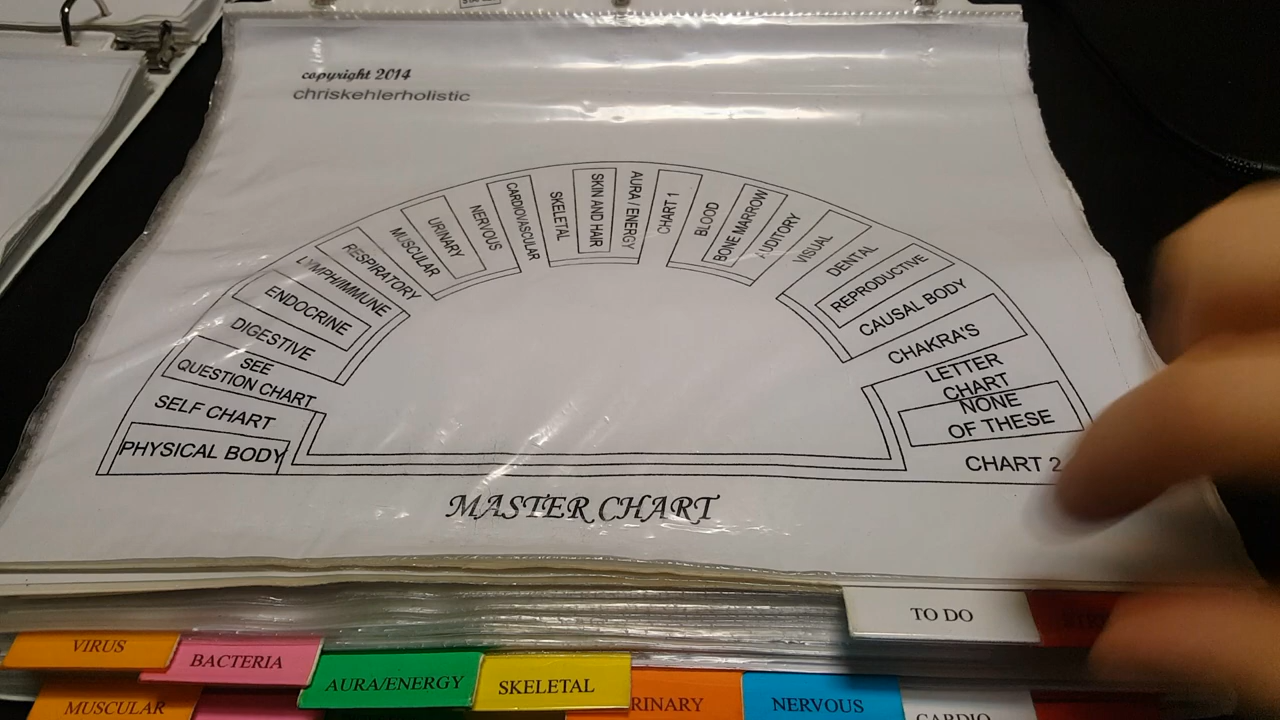 copyright 2014
chriskehlerholistic
PHYSICAL BODY
SELF CHART
SEE
QUESTION CHART
DIGESTIVE
ENDOCRINE
LYMPH/IMMUNE
RESPIRATORY
MUSCULAR
URINARY
NERVOUS
CARDIOVASCULAR
SKELETAL
SKIN AND HAIR
AURA / ENERGY
CHART 1
BLOOD
BONE MARROW
AUDITORY
VISUAL
DENTAL
REPRODUCTIVE
CAUSAL BODY
CHAKRA'S
LETTER
CHART
NONE
OF THESE
CHART 2
MASTER CHART
TO DO
VIRUS
BACTERIA
AURA/ENERGY
SKELETAL
MUSCULAR
RINARY
NERVOUS
CARDIO